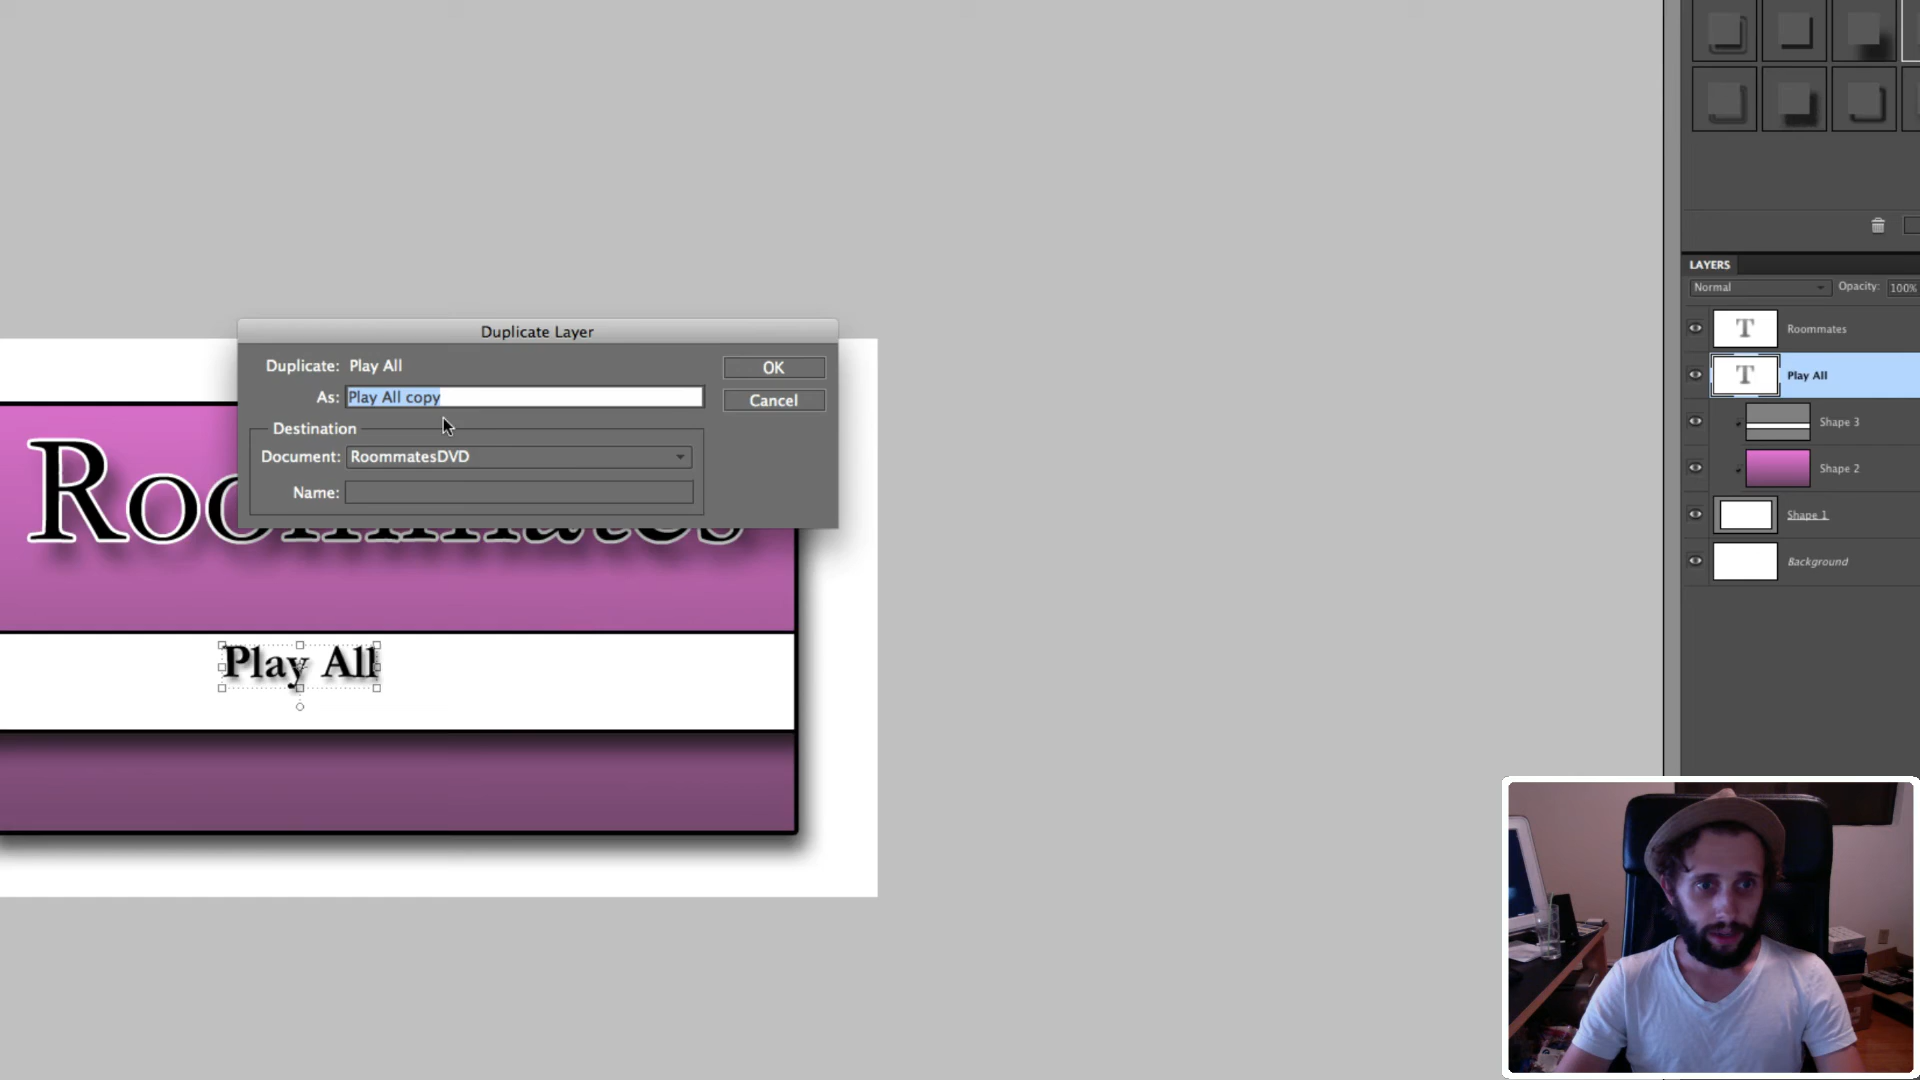 Duplicate Layer
Duplicate: Play All
OK
As: Play All copy
Cancel
Destination
Document: RoommatesDVD
Name:
Roommates
Play All
LAYERS
Normal
Opacity: 100%
T Roommates
T Play All
Shape 3
Shape 2
Shape 1
Background